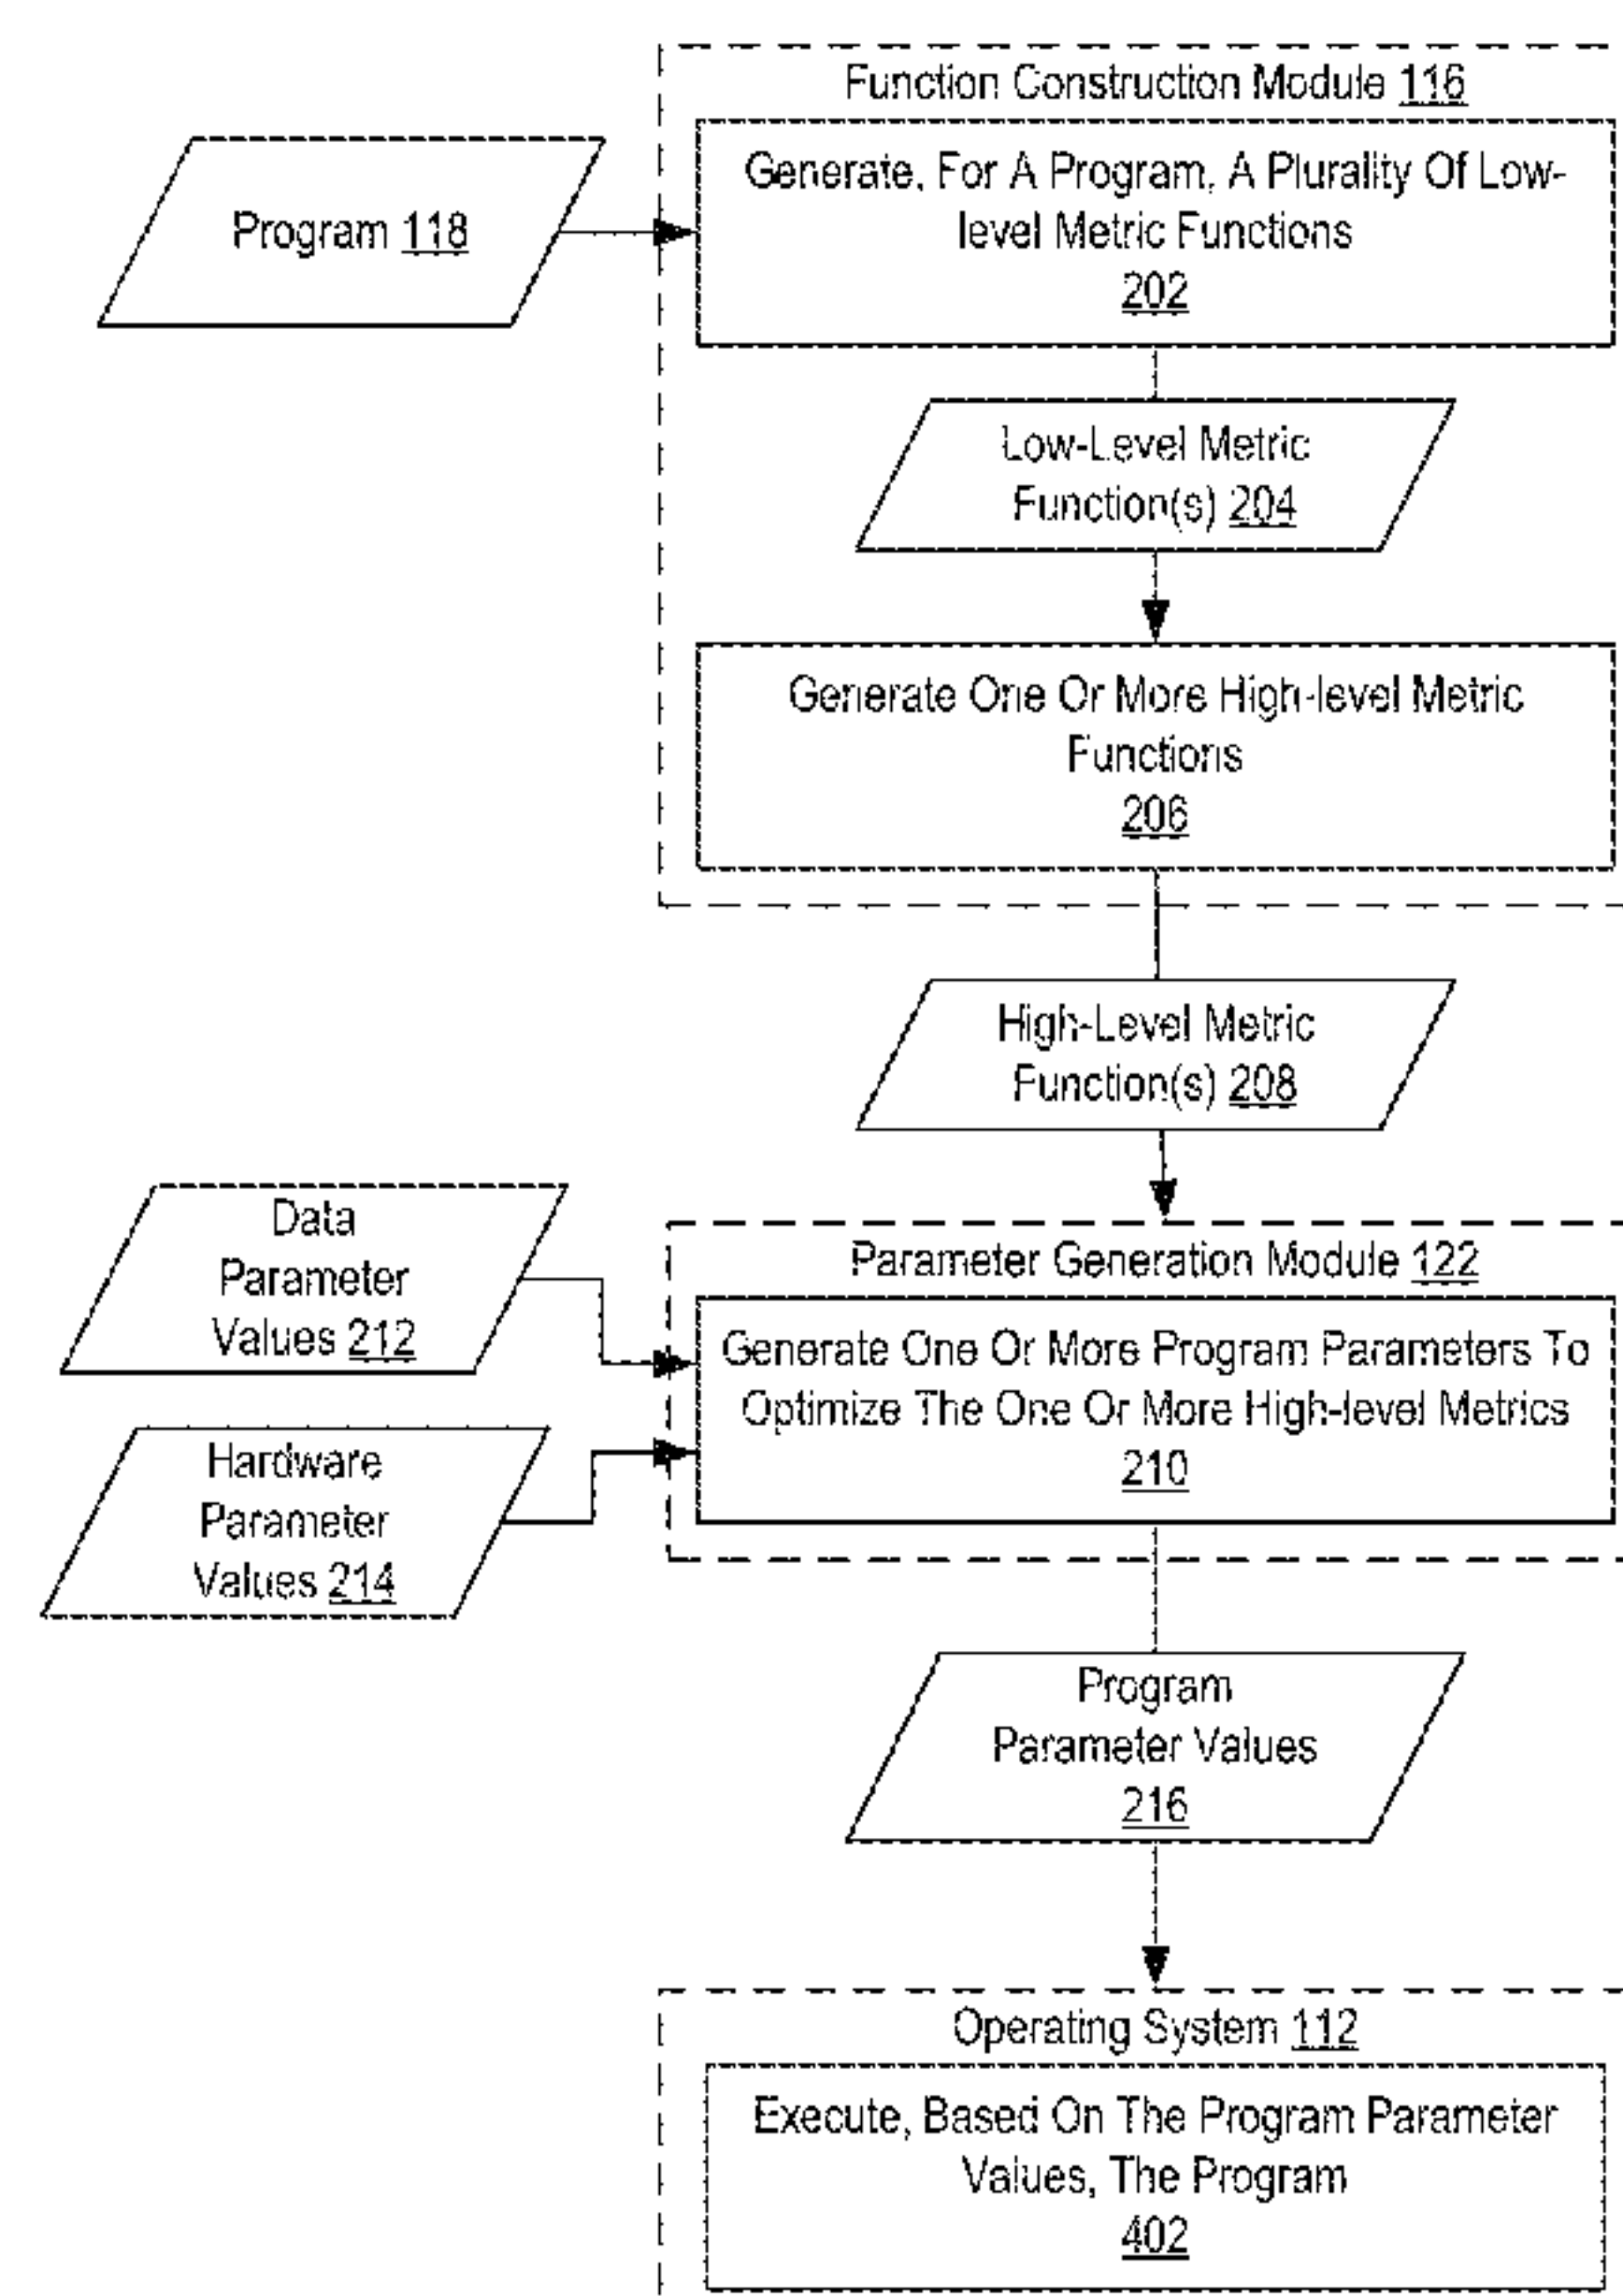 Function Construction Module 116
Program 118
Generate, For A Program, A Plurality Of Low-
level Metric Functions
202
Low-Level Metric
Function(s) 204
Generate One Or More High-level Metric
Functions
206
High-Level Metric
Function(s) 208
Data
Parameter
Values 212
Parameter Generation Module 122
Generate One Or More Program Parameters To
Optimize The One Or More High-level Metrics
210
Hardware
Parameter
Values 214
Program
Parameter Values
216
Operating System 112
Execute, Based On The Program Parameter
Values, The Program
402